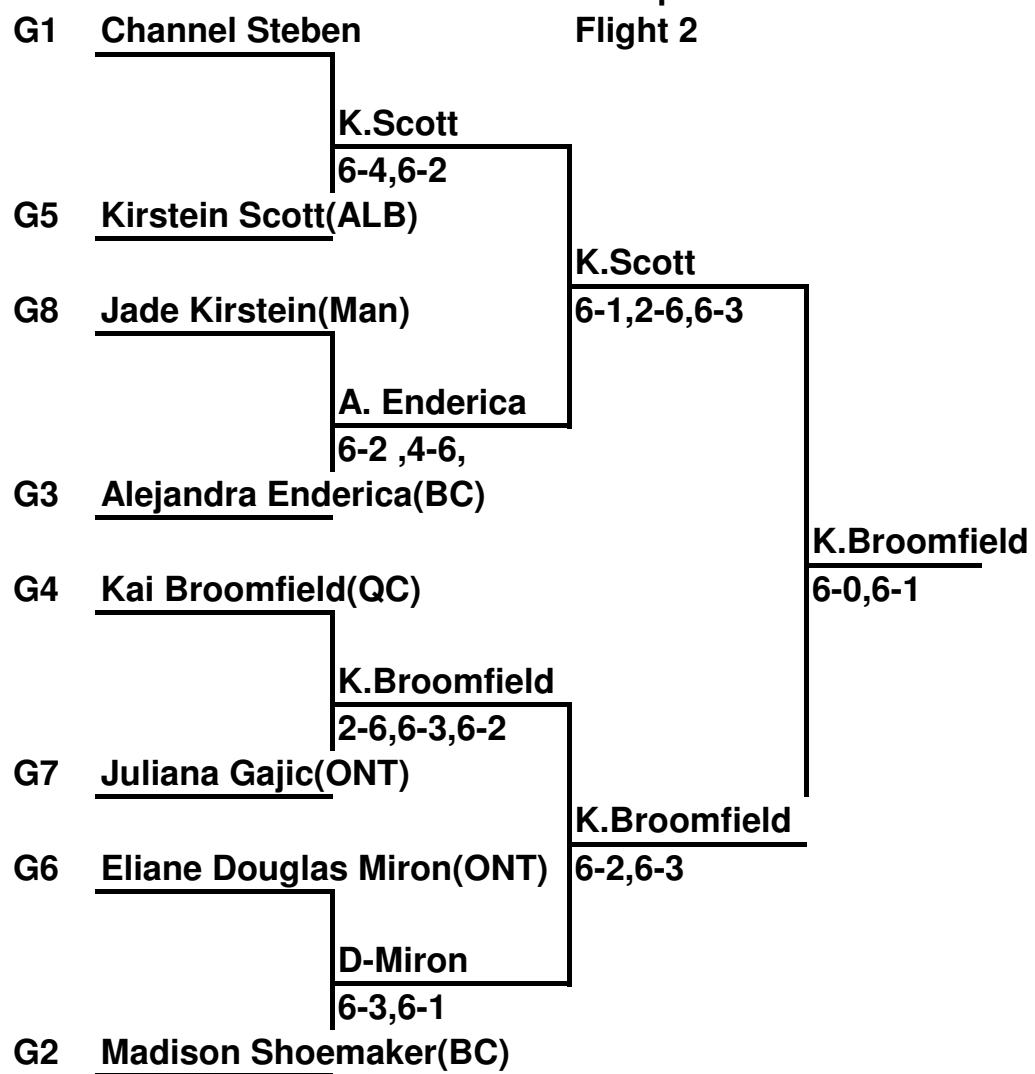 G1 Channel Steben Flight 2
K.Scott
6-4,6-2
G5 Kirstein Scott(ALB)
K.Scott
G8 Jade Kirstein(Man) 6-1,2-6,6-3
A. Enderica
6-2 ,4-6,
G3 Alejandra Enderica(BC)
K.Broomfield
G4 Kai Broomfield(QC) 6-0,6-1
K.Broomfield
2-6,6-3,6-2
G7 Juliana Gajic(ONT)
K.Broomfield
G6 Eliane Douglas Miron(ONT) 6-2,6-3
D-Miron
6-3,6-1
G2 Madison Shoemaker(BC)